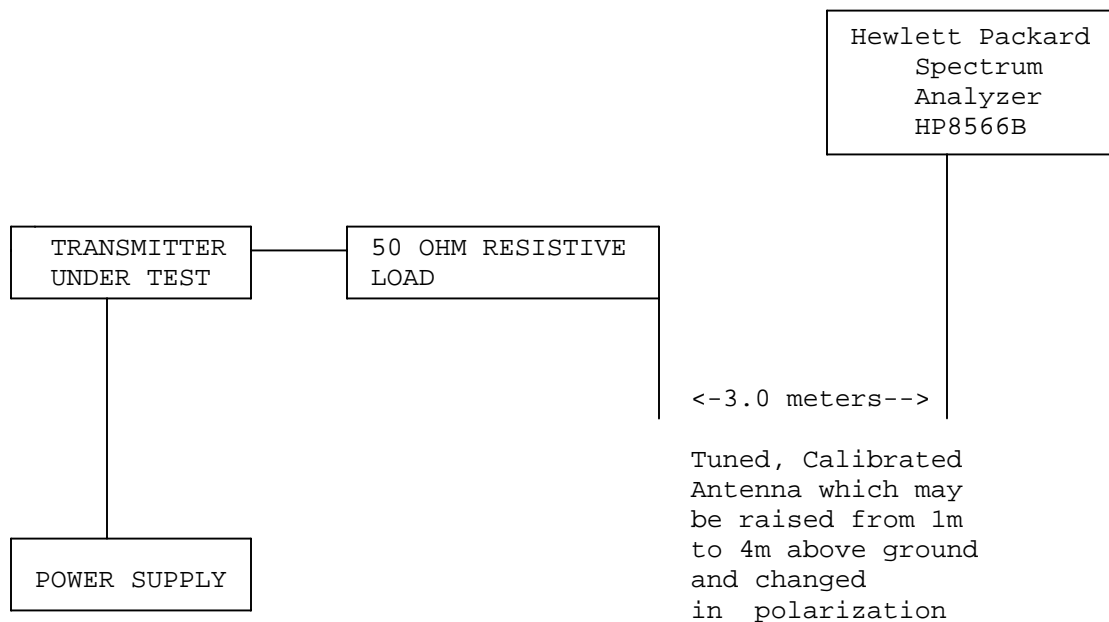 Hewlett Packard
Spectrum
Analyzer
HP8566B
TRANSMITTER
UNDER TEST
50 OHM RESISTIVE
LOAD
<-3.0 meters-->
Tuned, Calibrated
Antenna which may
be raised from 1m
to 4m above ground
and changed
in polarization
POWER SUPPLY